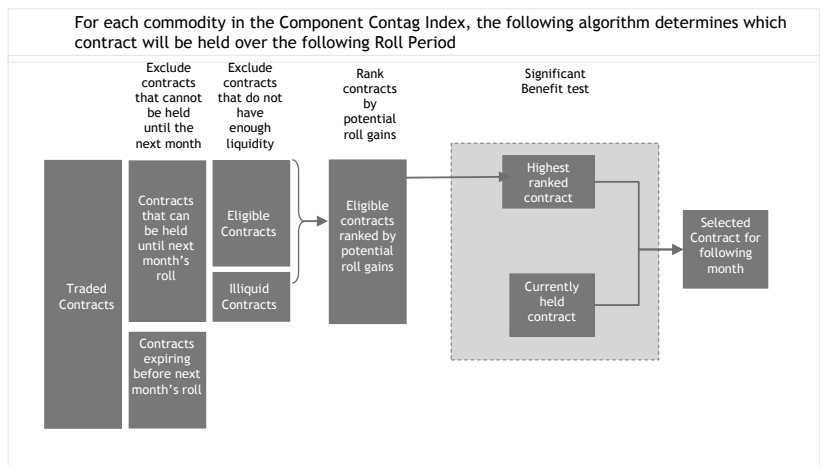 For each commodity in the Component Contag Index, the following algorithm determines which
contract will be held over the following Roll Period
Exclude
contracts
that cannot
be held
until the
next month
Exclude
contracts
that do not
have
enough
liquidity
Rank
contracts
by
potential
roll gains
Significant
Benefit test
Traded
Contracts
Contracts
that can
be held
until next
month's
roll
Contracts
expiring
before next
month's roll
Eligible
Contracts
Illiquid
Contracts
Eligible
contracts
ranked by
potential
roll gains
Highest
ranked
contract
Currently
held
contract
Selected
Contract for
following
month